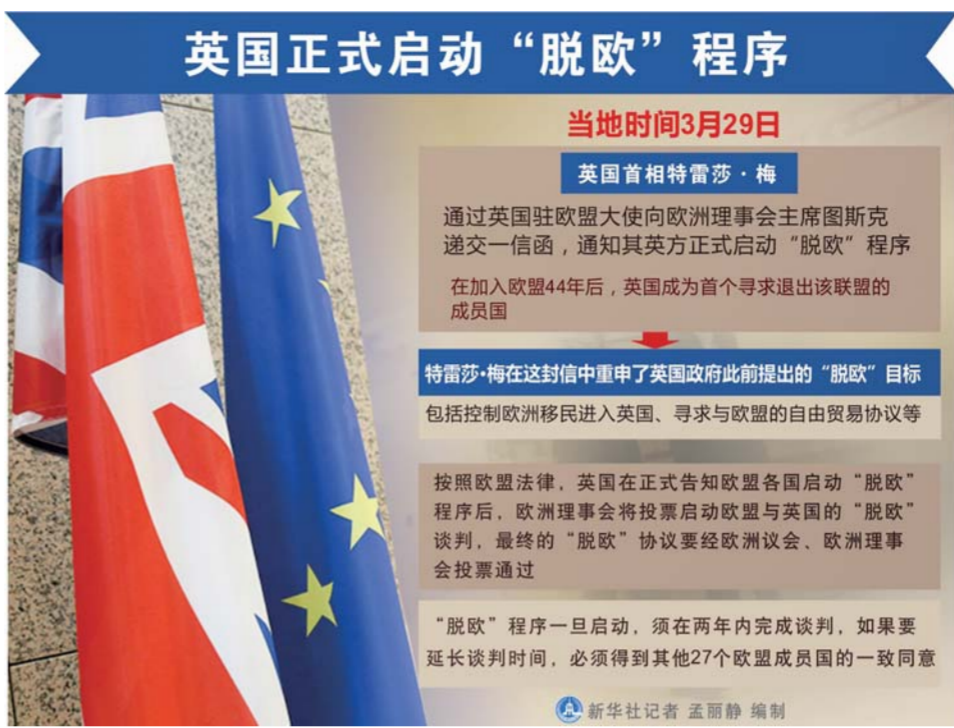 英国正式启动“脱欧”程序
当地时间3月29日
英国首相特雷莎·梅
通过英国驻欧盟大使向欧洲理事会主席图斯克
递交一信函，通知其英方正式启动“脱欧”程序
在加入欧盟44年后，英国成为首个寻求退出该联盟的
成员国
特雷莎·梅在这封信中重申了英国政府此前提出的“脱欧”目标
包括控制欧洲移民进入英国、寻求与欧盟的自由贸易协议等
按照欧盟法律，英国在正式告知欧盟各国启动“脱欧”
程序后，欧洲理事会将投票启动欧盟与英国的“脱欧”
谈判，最终的“脱欧”协议要经欧洲议会、欧洲理事
会投票通过
“脱欧”程序一旦启动，须在两年内完成谈判，如果要
延长谈判时间，必须得到其他27个欧盟成员国的一致同意
新华社记者 孟丽静 编制